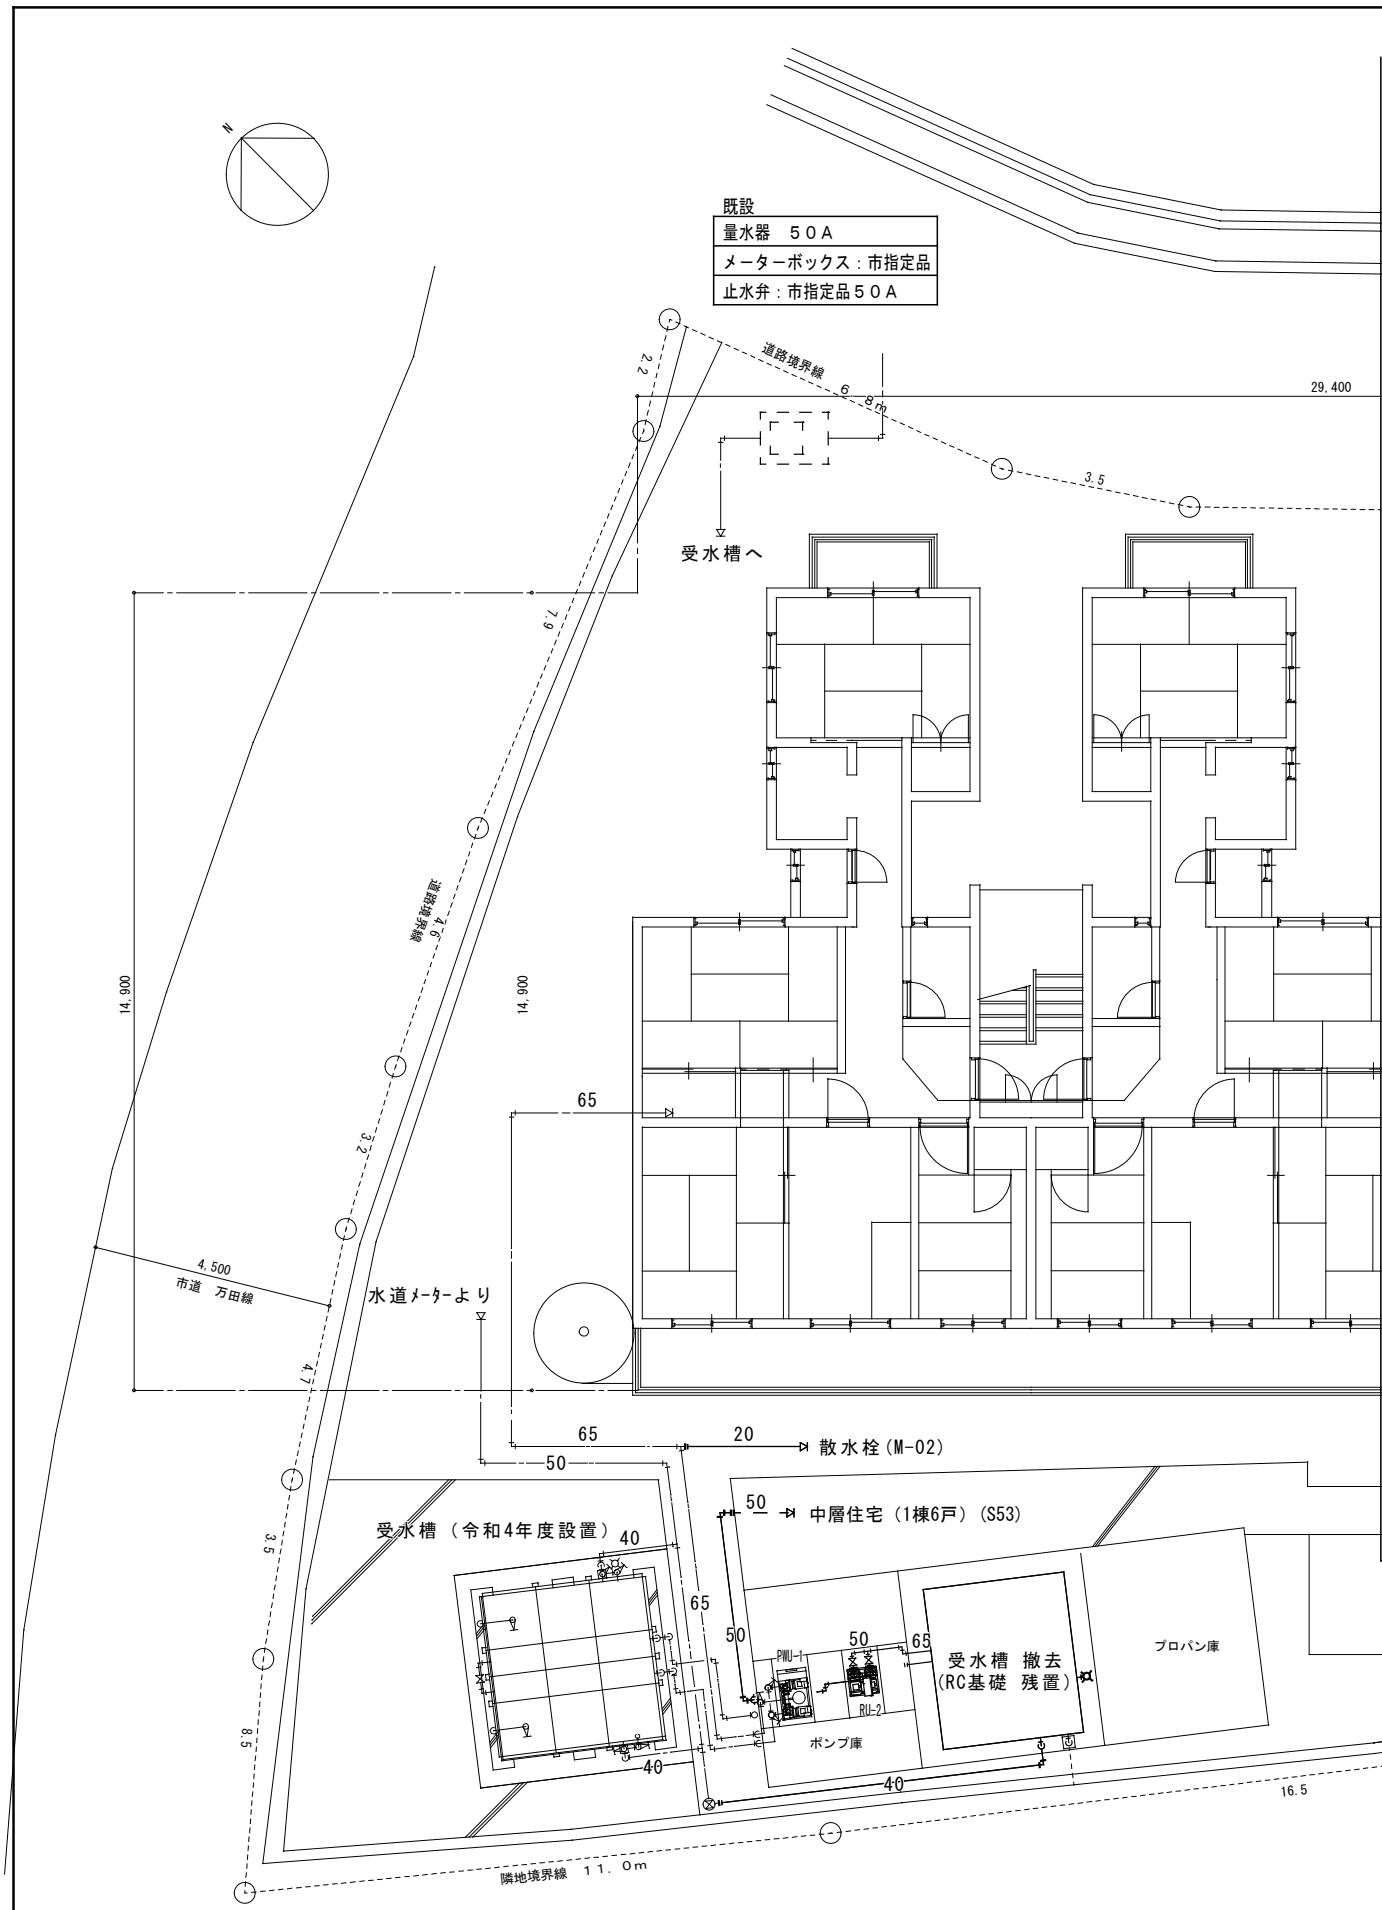 N
既設
量水器　５０Ａ
メーターボックス：市指定品
止水弁：市指定品５０Ａ
道路境界線
６．８ｍ
2.2
29,400
3.5
受水槽へ
7.9
道路境界線
4.6
14,900
14,900
65
3.2
4,500
市道　万田線
水道ﾒｰﾀｰより
4.7
65
20
散水栓(M-02)
50
50
中層住宅（1棟6戸）(S53)
受水槽（令和4年度設置）
40
3.5
65
50
PWU-1
50
65
受水槽 撤去
(RC基礎 残置)
プロパン庫
RU-2
ポンプ庫
8.5
40
40
16.5
隣地境界線　１１．０ｍ